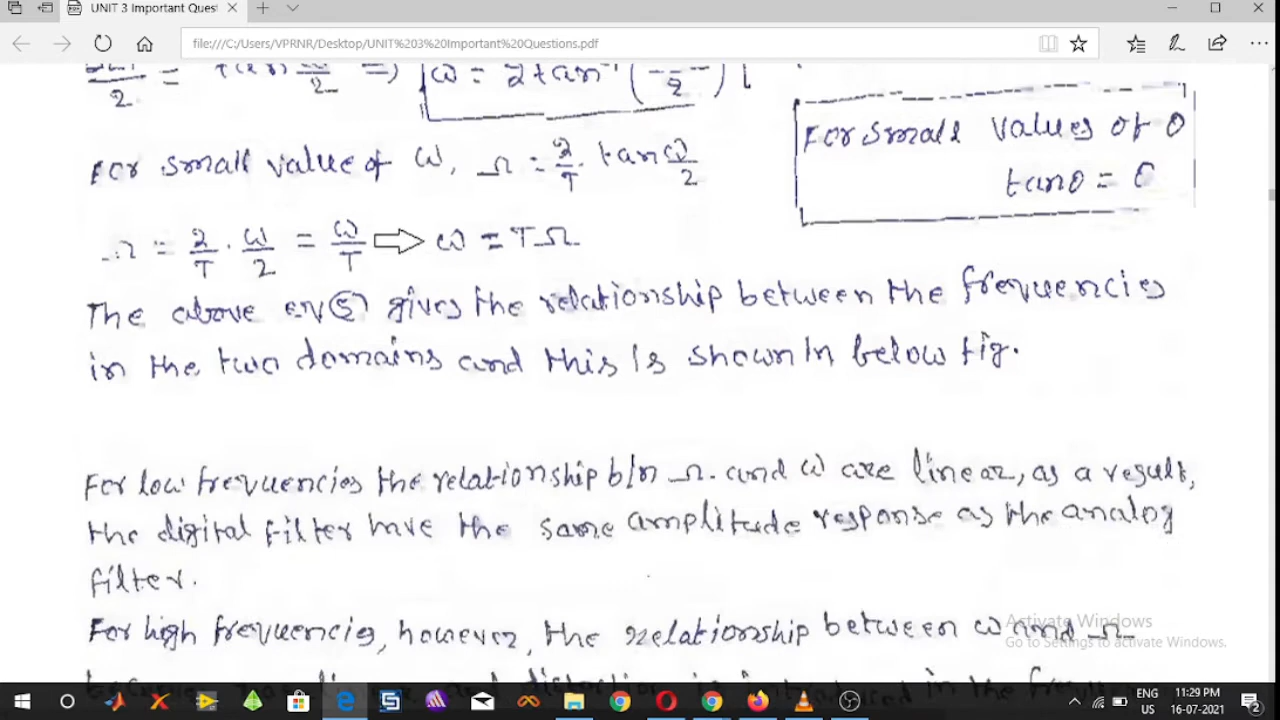 UNIT 3 Important Quest
file:///C:/Users/VPRNR/Desktop/UNIT%203%20Important%20Questions.pdf
ω = 2tan⁻¹
For small value of ω, Ω = 2/T · tan ω/2
For small values of θ
tanθ = θ
Ω = 2/T · ω/2 = ω/T ⇒ ω = TΩ
The above eq⑤ gives the relationship between the frequencies
in the two domains and this is shown in below fig.
For low frequencies the relationship b/n Ω and ω are linear, as a result,
the digital filter have the same amplitude response as the analog
filter.
For high frequencies, however, the relationship between ω and Ω
Activate Windows
Go to Settings to activate Windows.
ENG 11:29 PM
US 16-07-2021
2